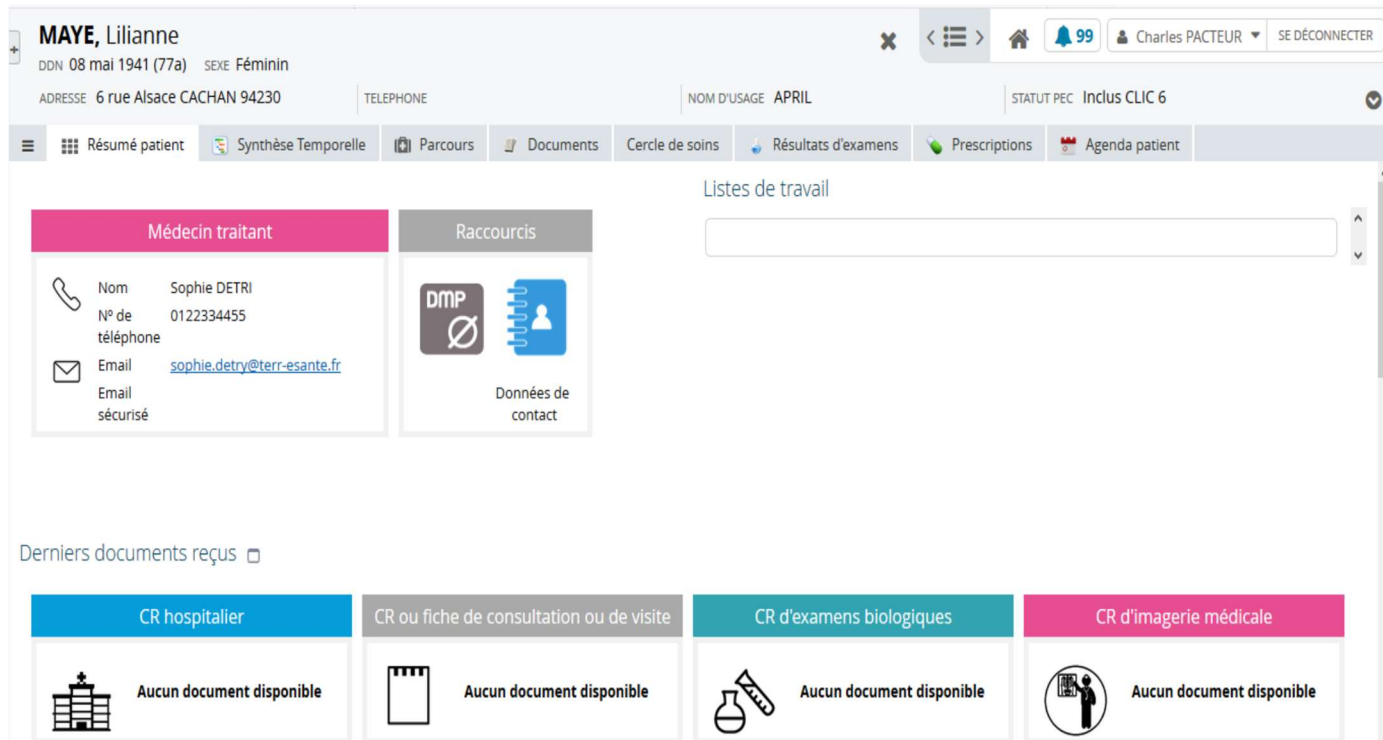 MAYE, Lilianne
DDN 08 mai 1941 (77a) SEXE Féminin
99 Charles PACTEUR SE DÉCONNECTER
ADRESSE 6 rue Alsace CACHAN 94230 TELEPHONE NOM D'USAGE APRIL STATUT PEC Inclus CLIC 6
Résumé patient Synthèse Temporelle Parcours Documents Cercle de soins Résultats d'examens Prescriptions Agenda patient
Listes de travail
Médecin traitant
Nom Sophie DETRI
Nº de téléphone 0122334455
Email sophie.detry@terr-esante.fr
Email sécurisé
Raccourcis
DMP
Données de contact
Derniers documents reçus
CR hospitalier
Aucun document disponible
CR ou fiche de consultation ou de visite
Aucun document disponible
CR d'examens biologiques
Aucun document disponible
CR d'imagerie médicale
Aucun document disponible